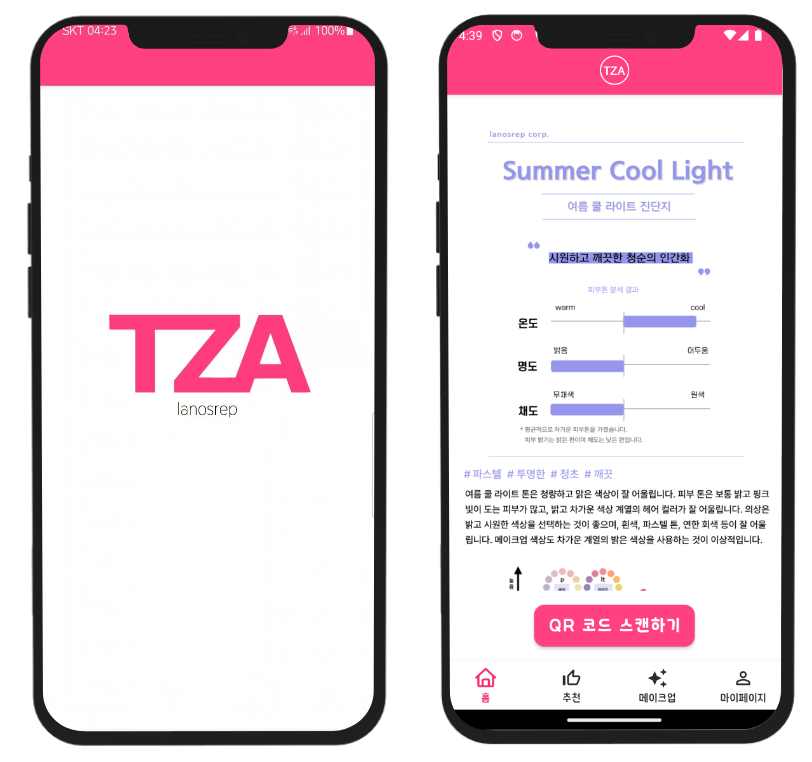 SKT 04:23
100%
TZA
lanosrep
4:39
TZA
lanosrep corp.
Summer Cool Light
여름 쿨 라이트 진단지
시원하고 깨끗한 청순의 인간화
피부톤 분석 결과
warm cool
온도
밝음 어두움
명도
무채색 원색
채도
* 평균적으로 차가운 피부톤을 가졌습니다.
피부 밝기는 밝은 편이며 채도는 낮은 편입니다.
# 파스텔 # 투명한 # 청초 # 깨끗
여름 쿨 라이트 톤은 청량하고 맑은 색상이 잘 어울립니다. 피부 톤은 보통 밝고 핑크
빛이 도는 피부가 많고, 밝고 차가운 색상 계열의 헤어 컬러가 잘 어울립니다. 의상은
밝고 시원한 색상을 선택하는 것이 좋으며, 흰색, 파스텔 톤, 연한 회색 등이 잘 어울
립니다. 메이크업 색상도 차가운 계열의 밝은 색상을 사용하는 것이 이상적입니다.
높음
p lt
QR 코드 스캔하기
홈 추천 메이크업 마이페이지